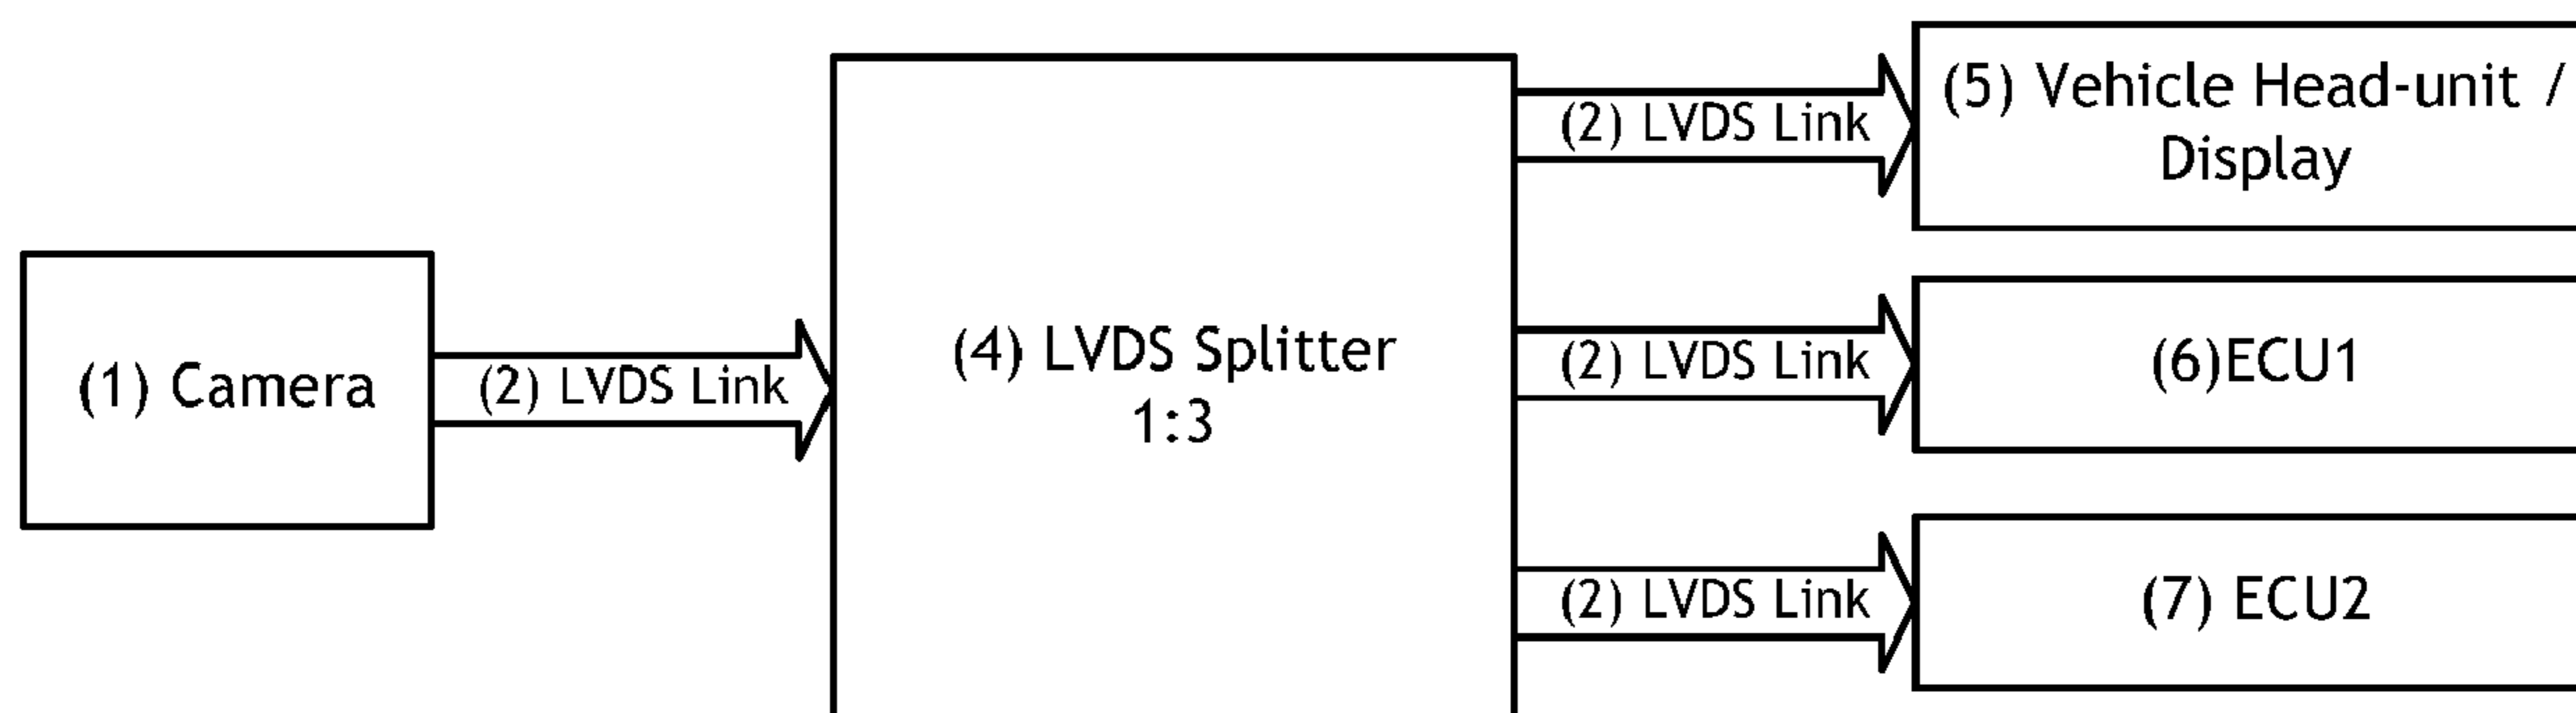 (1) Camera
(2) LVDS Link
(4) LVDS Splitter
1:3
(2) LVDS Link
(5) Vehicle Head-unit /
Display
(2) LVDS Link
(6)ECU1
(2) LVDS Link
(7) ECU2